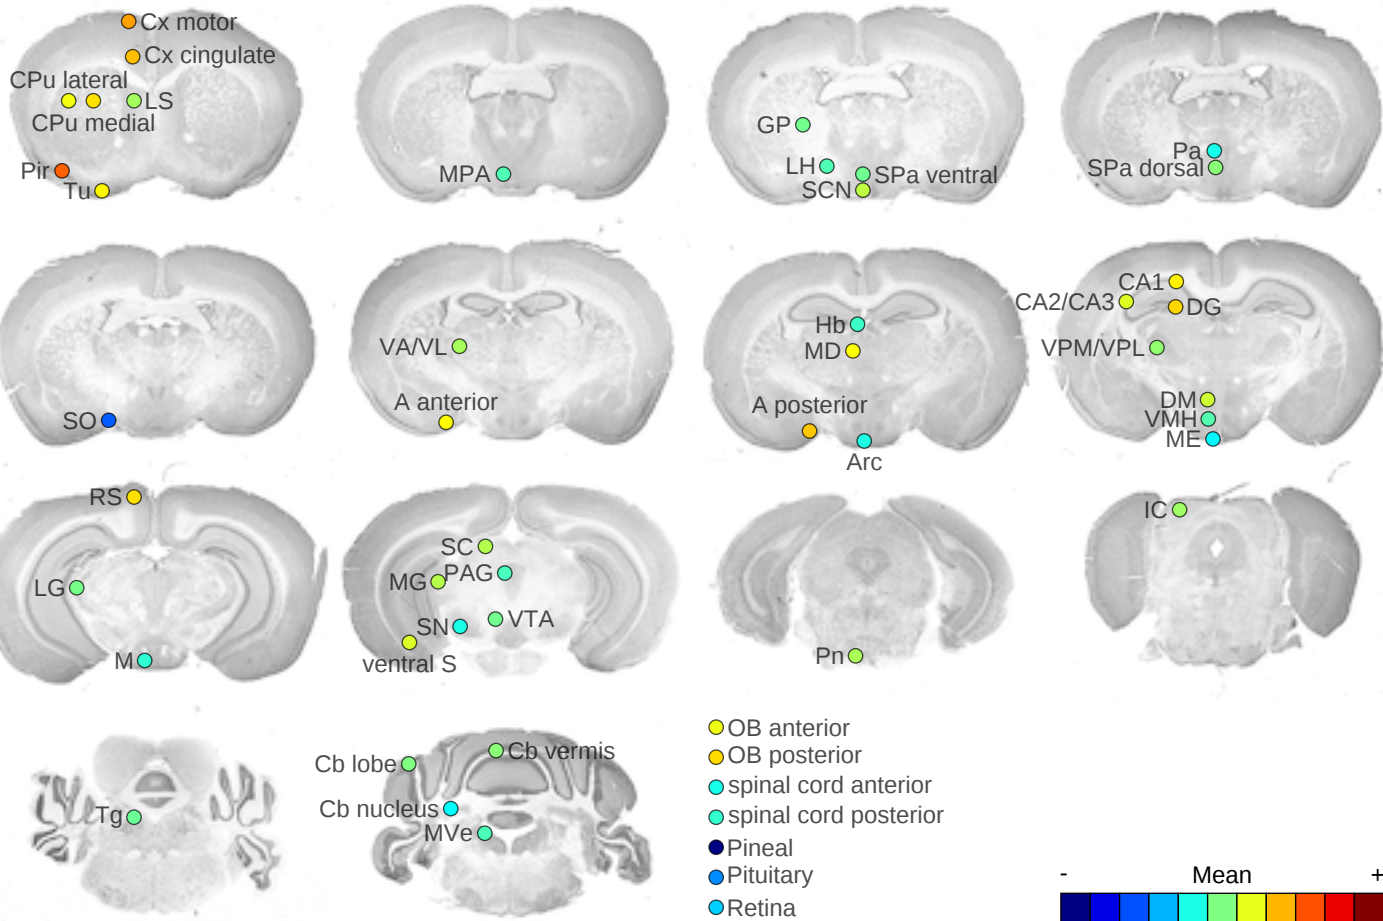 Cx motor
Cx cingulate
CPu lateral
LS
CPu medial
Pir
Tu
MPA
GP
LH
SPa ventral
SCN
Pa
SPa dorsal
SO
VA/VL
A anterior
Hb
MD
A posterior
Arc
CA1
CA2/CA3
DG
VPM/VPL
DM
VMH
ME
RS
LG
M
SC
MG
PAG
SN
VTA
ventral S
Pn
IC
Tg
Cb lobe
Cb vermis
Cb nucleus
MVe
OB anterior
OB posterior
spinal cord anterior
spinal cord posterior
Pineal
Pituitary
Retina
- Mean +